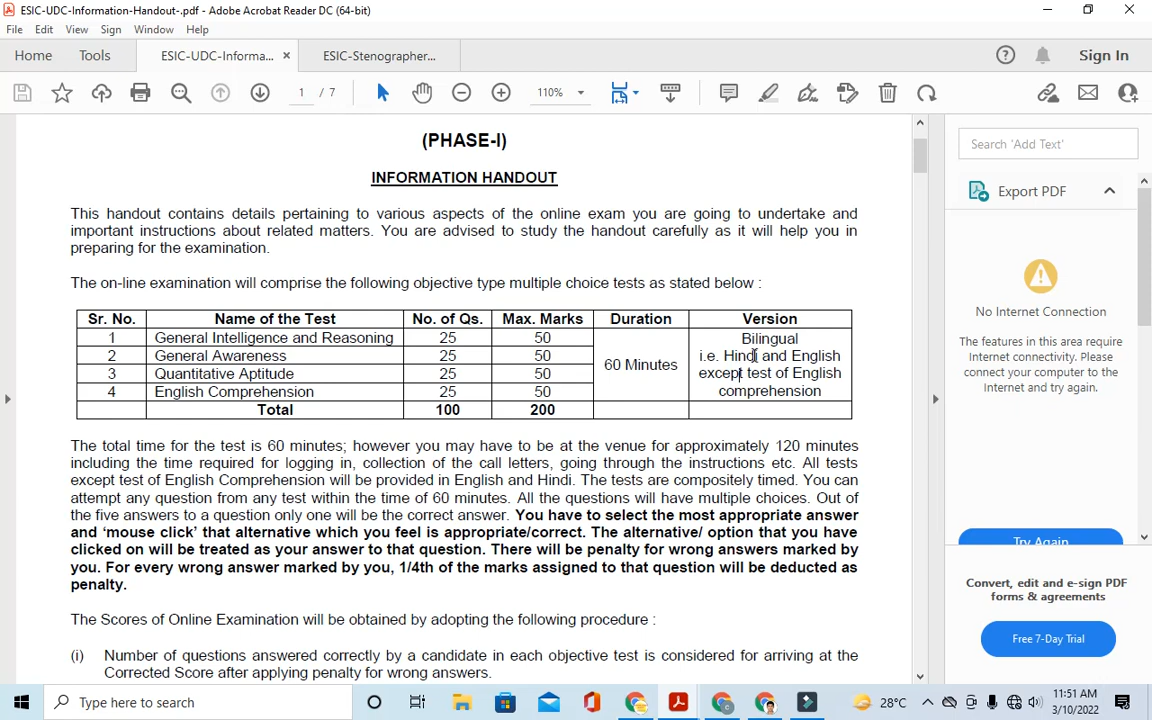 ESIC-UDC-Information-Handout-.pdf - Adobe Acrobat Reader DC (64-bit)
File Edit View Sign Window Help
Home Tools ESIC-UDC-Informa... × ESIC-Stenographer... Sign In
1 / 7 110%
(PHASE-I)
INFORMATION HANDOUT
This handout contains details pertaining to various aspects of the online exam you are going to undertake and
important instructions about related matters. You are advised to study the handout carefully as it will help you in
preparing for the examination.
The on-line examination will comprise the following objective type multiple choice tests as stated below :
Sr. No. Name of the Test No. of Qs. Max. Marks Duration Version
1 General Intelligence and Reasoning 25 50 60 Minutes Bilingual
2 General Awareness 25 50 i.e. Hindi and English
3 Quantitative Aptitude 25 50 except test of English
4 English Comprehension 25 50 comprehension
Total 100 200
The total time for the test is 60 minutes; however you may have to be at the venue for approximately 120 minutes
including the time required for logging in, collection of the call letters, going through the instructions etc. All tests
except test of English Comprehension will be provided in English and Hindi. The tests are compositely timed. You can
attempt any question from any test within the time of 60 minutes. All the questions will have multiple choices. Out of
the five answers to a question only one will be the correct answer. You have to select the most appropriate answer
and ‘mouse click’ that alternative which you feel is appropriate/correct. The alternative/ option that you have
clicked on will be treated as your answer to that question. There will be penalty for wrong answers marked by
you. For every wrong answer marked by you, 1/4th of the marks assigned to that question will be deducted as
penalty.
The Scores of Online Examination will be obtained by adopting the following procedure :
(i) Number of questions answered correctly by a candidate in each objective test is considered for arriving at the
Corrected Score after applying penalty for wrong answers.
Search 'Add Text'
Export PDF
No Internet Connection
The features in this area require
Internet connectivity. Please
connect your computer to the
Internet and try again.
Try Again
Convert, edit and e-sign PDF
forms & agreements
Free 7-Day Trial
Type here to search
28°C
11:51 AM
3/10/2022